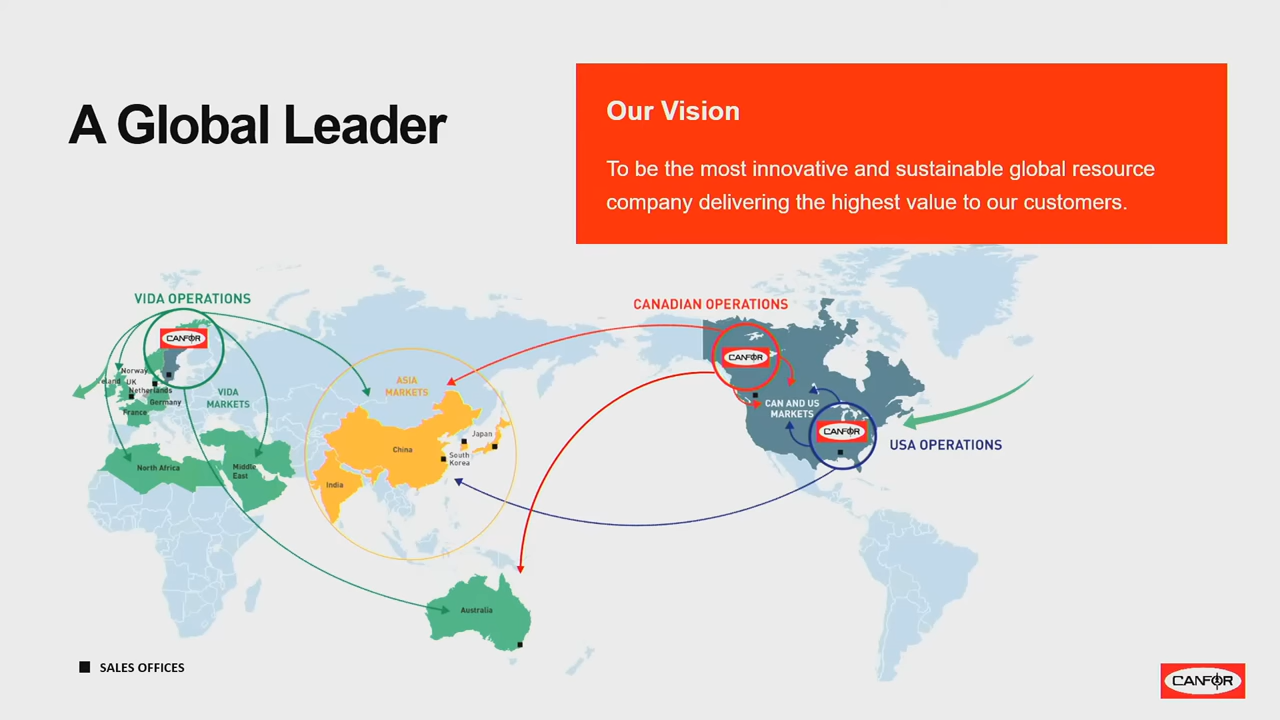 A Global Leader
Our Vision
To be the most innovative and sustainable global resource
company delivering the highest value to our customers.
VIDA OPERATIONS
CANFOR
Norway
UK
Netherlands
Germany
France
VIDA
MARKETS
North Africa
Middle
East
ASIA
MARKETS
China
India
Japan
South
Korea
Australia
CANADIAN OPERATIONS
CANFOR
CAN AND US
MARKETS
CANFOR
USA OPERATIONS
SALES OFFICES
CANFOR